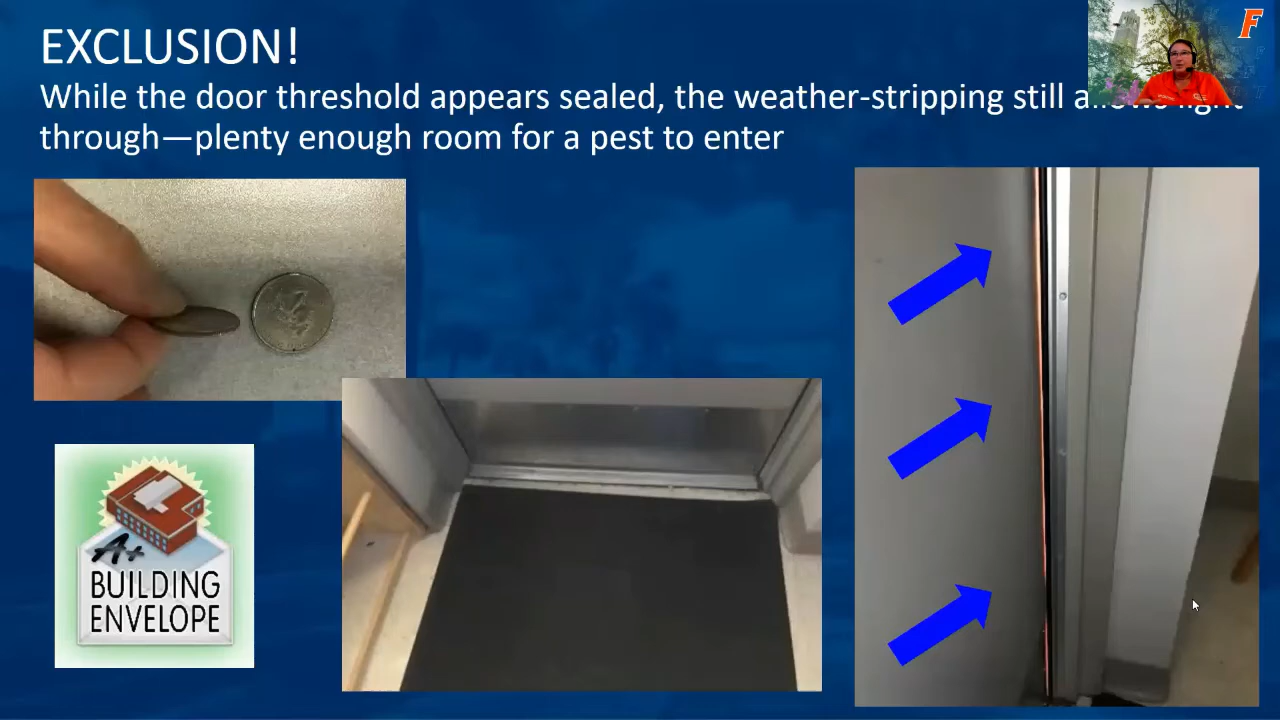 EXCLUSION!
F
While the door threshold appears sealed, the weather-stripping still allows light
through—plenty enough room for a pest to enter
A+
BUILDING
ENVELOPE